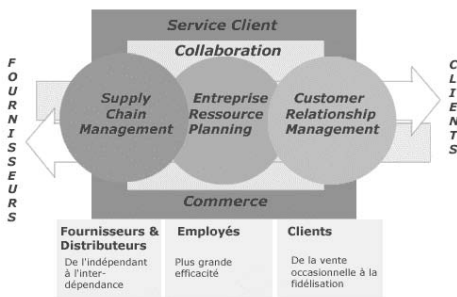 Service Client
Collaboration
FOURNISSEURS
CLIENTS
Supply
Chain
Management
Entreprise
Ressource
Planning
Customer
Relationship
Management
Commerce
Fournisseurs &
Distributeurs
De l'indépendant
à l'inter-
dépendance
Employés
Plus grande
efficacité
Clients
De la vente
occasionnelle à la
fidélisation